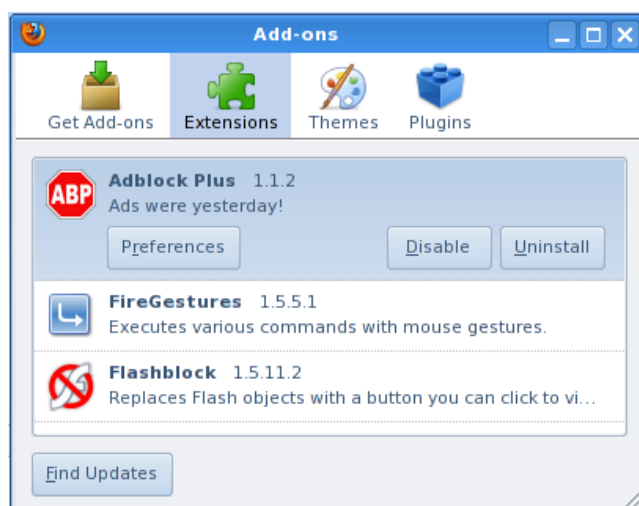 Add-ons
Get Add-ons Extensions Themes Plugins
ABP
Adblock Plus 1.1.2
Ads were yesterday!
Preferences Disable Uninstall
FireGestures 1.5.5.1
Executes various commands with mouse gestures.
Flashblock 1.5.11.2
Replaces Flash objects with a button you can click to vi...
Find Updates